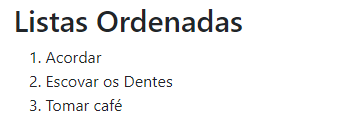 Listas Ordenadas
1. Acordar
2. Escovar os Dentes
3. Tomar café